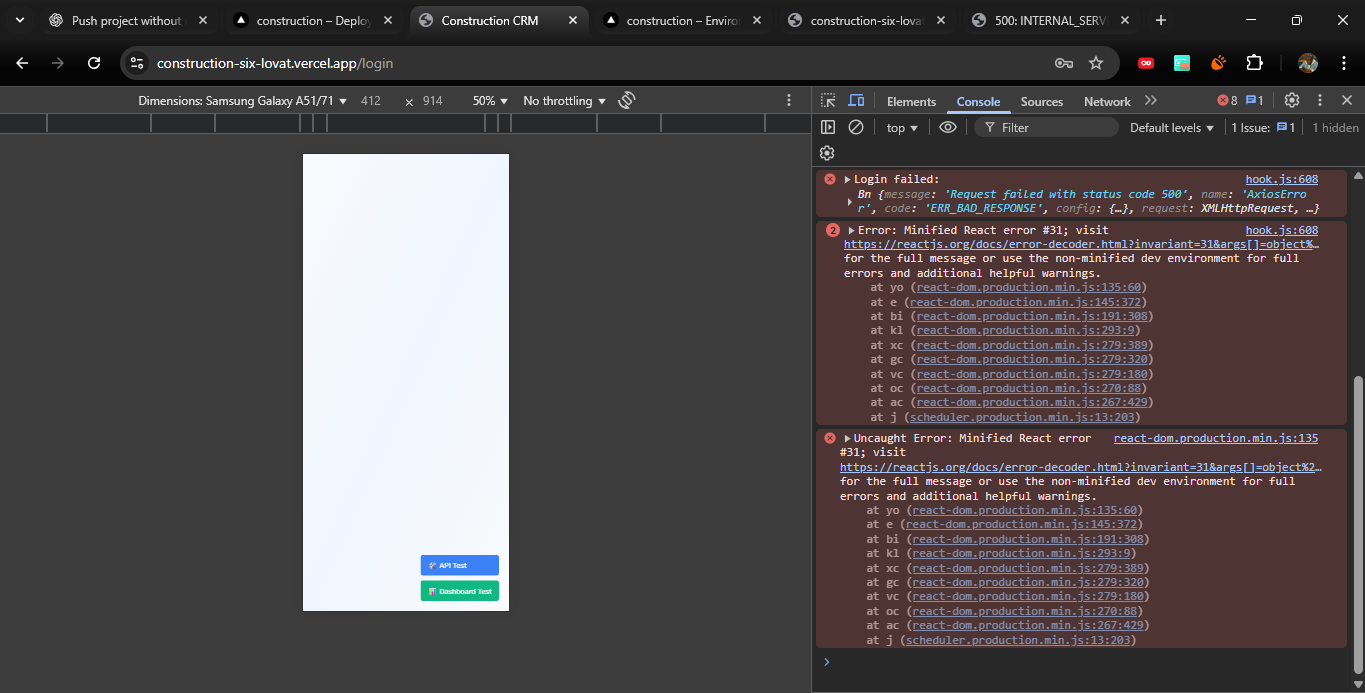 Push project without
construction – Deplo
Construction CRM
construction – Enviro
construction-six-lovat
500: INTERNAL_SERV
construction-six-lovat.vercel.app/login
Dimensions: Samsung Galaxy A51/71 412 × 914 50% No throttling
Elements Console Sources Network 8 1
top Filter Default levels 1 Issue: 1 1 hidden
Login failed: hook.js:608
Bn {message: 'Request failed with status code 500', name: 'AxiosErro
r', code: 'ERR_BAD_RESPONSE', config: {…}, request: XMLHttpRequest, …}
2 Error: Minified React error #31; visit hook.js:608
https://reactjs.org/docs/error-decoder.html?invariant=31&args[]=object%…
for the full message or use the non-minified dev environment for full
errors and additional helpful warnings.
at yo (react-dom.production.min.js:135:60)
at e (react-dom.production.min.js:145:372)
at bi (react-dom.production.min.js:191:308)
at kl (react-dom.production.min.js:293:9)
at xc (react-dom.production.min.js:279:389)
at gc (react-dom.production.min.js:279:320)
at vc (react-dom.production.min.js:279:180)
at oc (react-dom.production.min.js:270:88)
at ac (react-dom.production.min.js:267:429)
at j (scheduler.production.min.js:13:203)
Uncaught Error: Minified React error react-dom.production.min.js:135
#31; visit
https://reactjs.org/docs/error-decoder.html?invariant=31&args[]=object%2…
for the full message or use the non-minified dev environment for full
errors and additional helpful warnings.
at yo (react-dom.production.min.js:135:60)
at e (react-dom.production.min.js:145:372)
at bi (react-dom.production.min.js:191:308)
at kl (react-dom.production.min.js:293:9)
at xc (react-dom.production.min.js:279:389)
at gc (react-dom.production.min.js:279:320)
at vc (react-dom.production.min.js:279:180)
at oc (react-dom.production.min.js:270:88)
at ac (react-dom.production.min.js:267:429)
at j (scheduler.production.min.js:13:203)
API Test
Dashboard Test